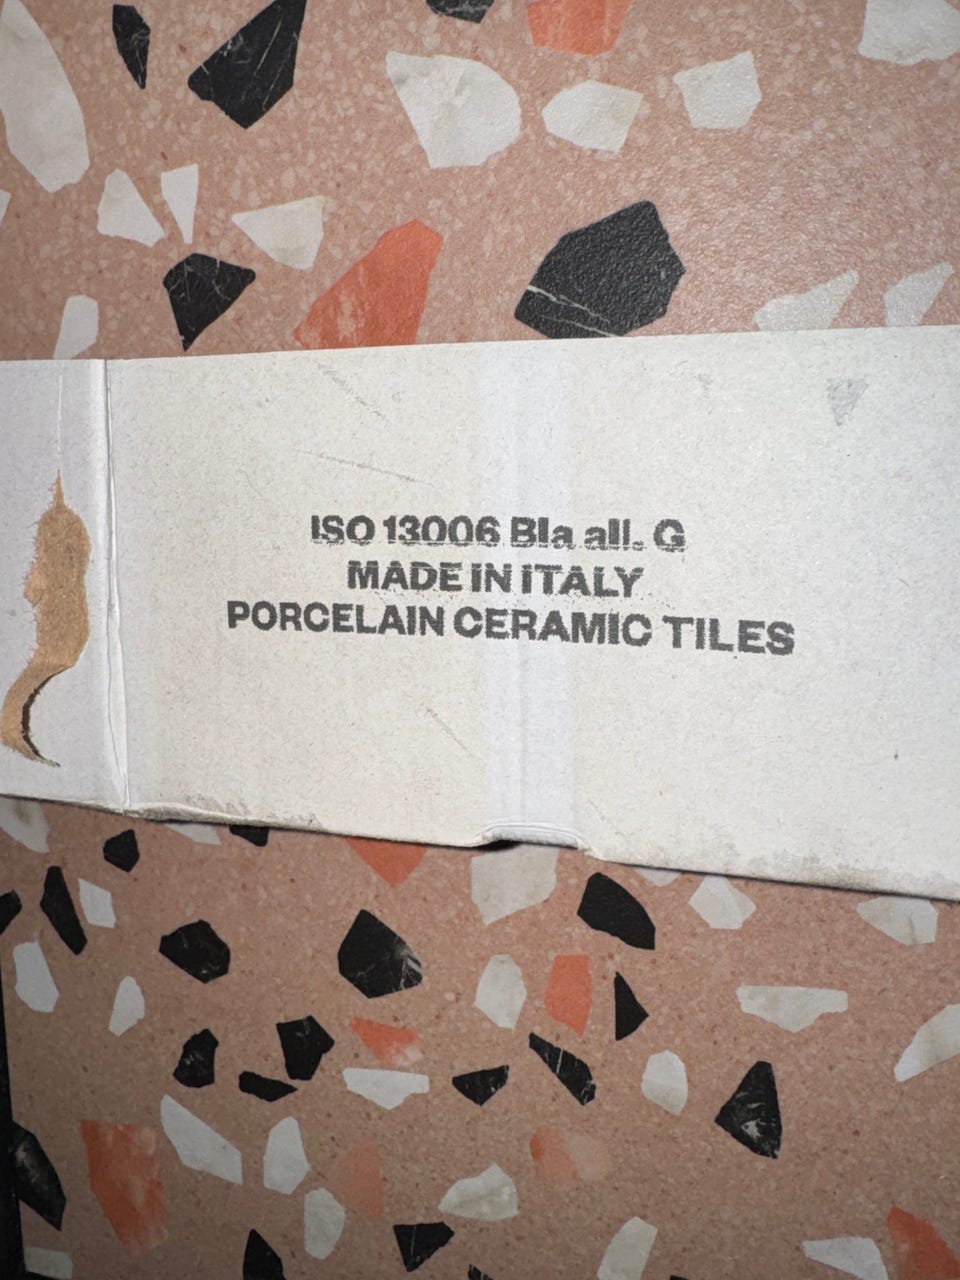 ISO 13006 BIa all. G
MADE IN ITALY
PORCELAIN CERAMIC TILES